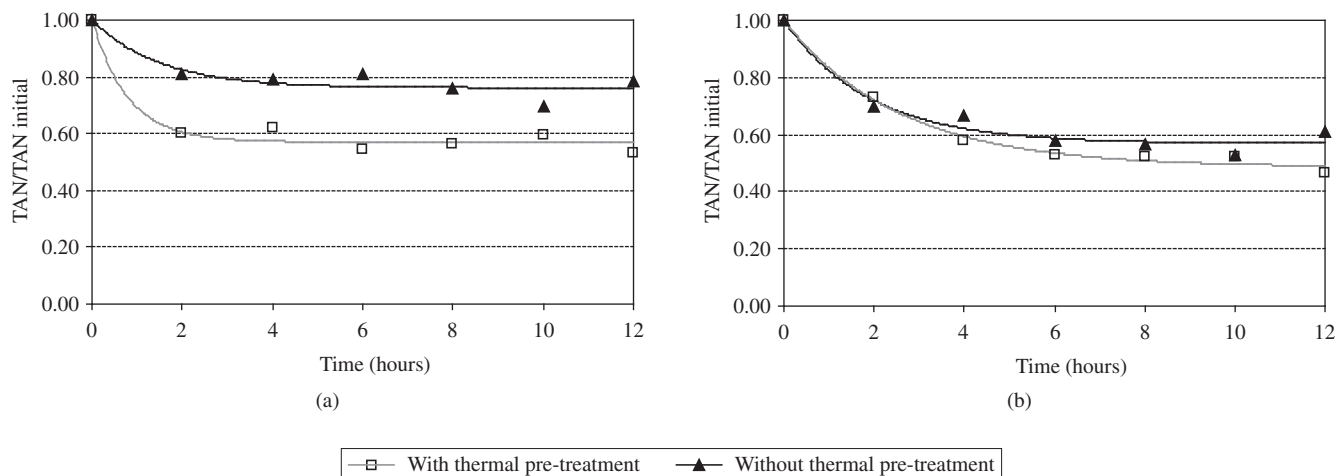 TAN/TAN initial
1.00
0.80
0.60
0.40
0.20
0.00
0 2 4 6 8 10 12
Time (hours)
(a)
TAN/TAN initial
1.00
0.80
0.60
0.40
0.20
0.00
0 2 4 6 8 10 12
Time (hours)
(b)
With thermal pre-treatment Without thermal pre-treatment